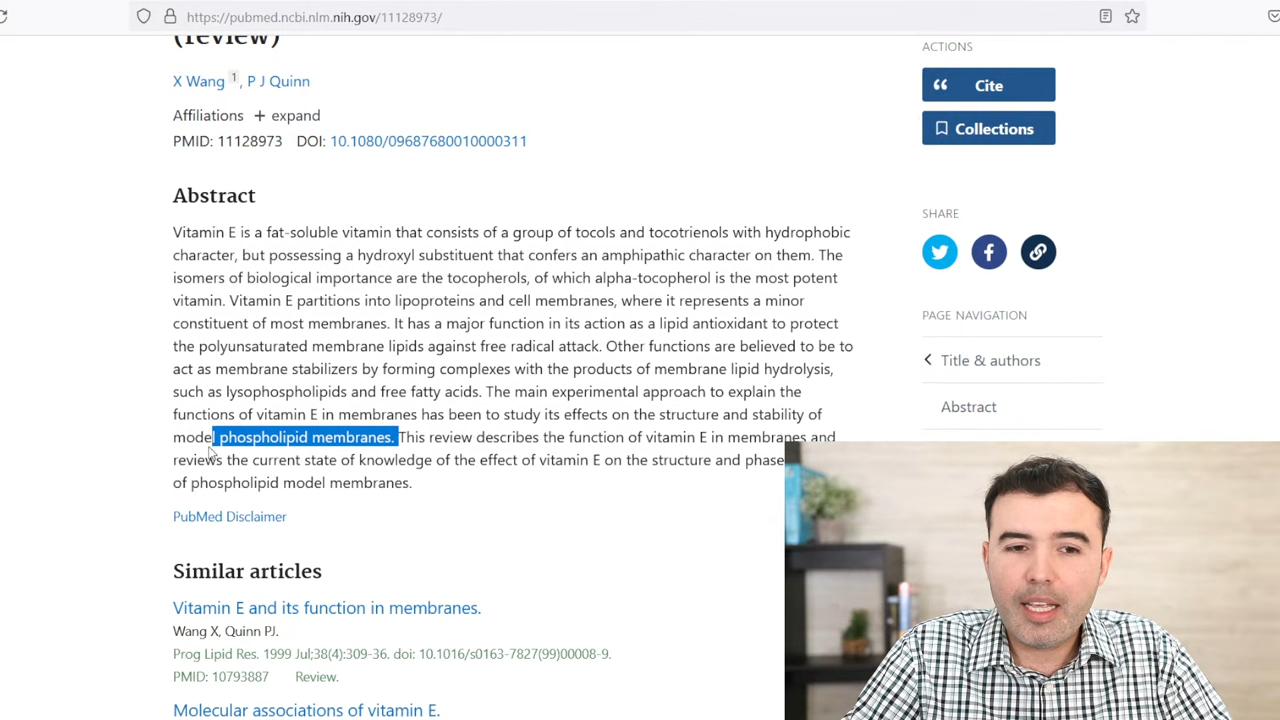 https://pubmed.ncbi.nlm.nih.gov/11128973/
(review)
X Wang 1, P J Quinn
Affiliations + expand
PMID: 11128973 DOI: 10.1080/09687680010000311
Abstract
Vitamin E is a fat-soluble vitamin that consists of a group of tocols and tocotrienols with hydrophobic
character, but possessing a hydroxyl substituent that confers an amphipathic character on them. The
isomers of biological importance are the tocopherols, of which alpha-tocopherol is the most potent
vitamin. Vitamin E partitions into lipoproteins and cell membranes, where it represents a minor
constituent of most membranes. It has a major function in its action as a lipid antioxidant to protect
the polyunsaturated membrane lipids against free radical attack. Other functions are believed to be to
act as membrane stabilizers by forming complexes with the products of membrane lipid hydrolysis,
such as lysophospholipids and free fatty acids. The main experimental approach to explain the
functions of vitamin E in membranes has been to study its effects on the structure and stability of
model phospholipid membranes. This review describes the function of vitamin E in membranes and
reviews the current state of knowledge of the effect of vitamin E on the structure and phase
of phospholipid model membranes.
PubMed Disclaimer
Similar articles
Vitamin E and its function in membranes.
Wang X, Quinn PJ.
Prog Lipid Res. 1999 Jul;38(4):309-36. doi: 10.1016/s0163-7827(99)00008-9.
PMID: 10793887 Review.
Molecular associations of vitamin E.
ACTIONS
Cite
Collections
SHARE
PAGE NAVIGATION
Title & authors
Abstract